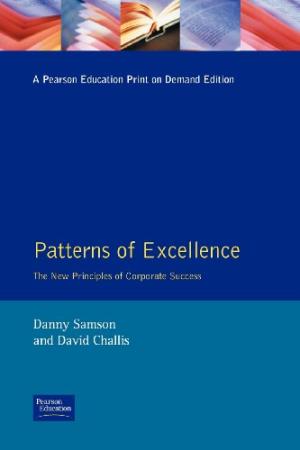 A Pearson Education Print on Demand Edition
Patterns of Excellence
The New Principles of Corporate Success
Danny Samson
and David Challis
Pearson
Education